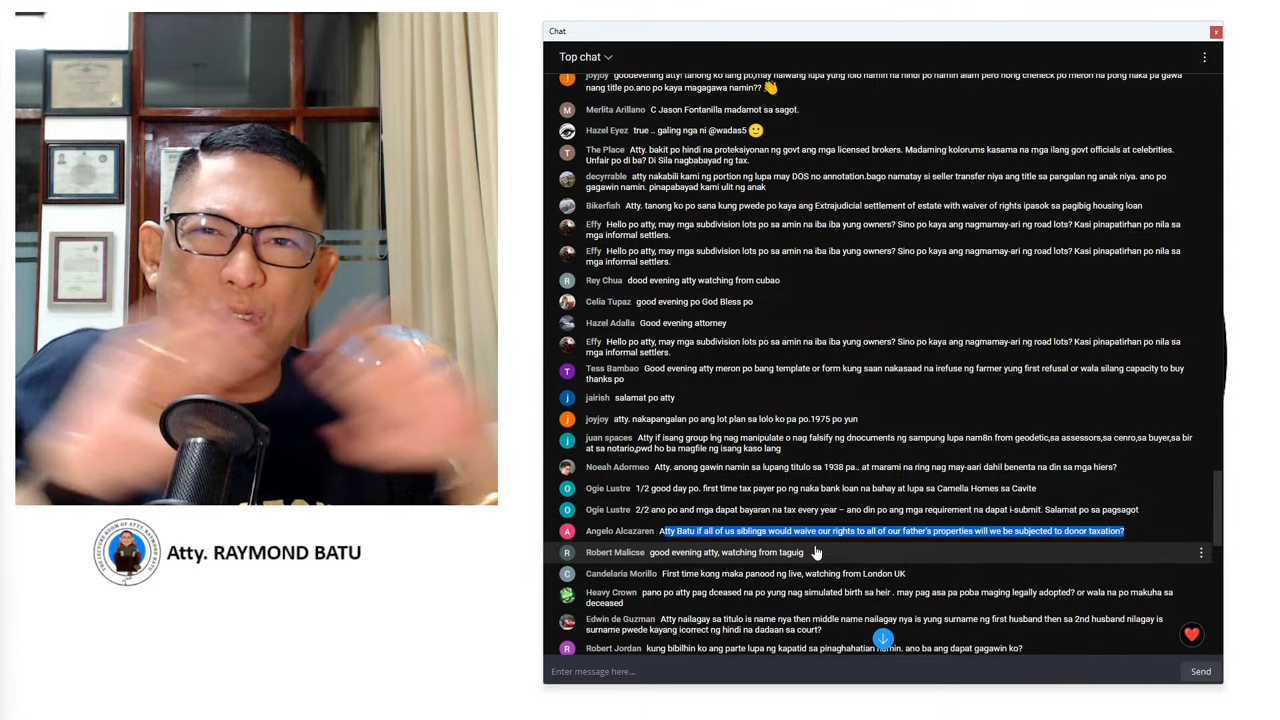 Chat
x
Top chat
joyjoy goodevening atty! tanong ko lang po,may naiwang lupa yung lolo namin na hindi po namin alam pero nong checheck po meron na pong naka pa gawa
nang title po.ano po kaya magagawa namin??
Merlita Arillano C Jason Fontanilla madamot sa sagot.
Hazel Eyez true .. galing nga ni @wadas5
The Place Atty. bakit po hindi na proteksiyonan ng govt ang mga licensed brokers. Madaming kolorums kasama na mga ilang govt officials at celebrities.
Unfair po di ba? Di Sila nagbabayad ng tax.
decyrrable atty nakabili kami ng portion ng lupa may DOS no annotation.bago namatay si seller transfer niya ang title sa pangalan ng anak niya. ano po
gagawin namin. pinapabayad kami ulit ng anak
Bikerfish Atty. tanong ko po sana kung pwede po kaya ang Extrajudicial settlement of estate with waiver of rights ipasok sa pagibig housing loan
Effy Hello po atty, may mga subdivision lots po sa amin na iba iba yung owners? Sino po kaya ang nagmamay-ari ng road lots? Kasi pinapatirhan po nila sa
mga informal settlers.
Effy Hello po atty, may mga subdivision lots po sa amin na iba iba yung owners? Sino po kaya ang nagmamay-ari ng road lots? Kasi pinapatirhan po nila sa
mga informal settlers.
R Rey Chua dood evening atty watching from cubao
Celia Tupaz good evening po God Bless po
Hazel Adalla Good evening attorney
Effy Hello po atty, may mga subdivision lots po sa amin na iba iba yung owners? Sino po kaya ang nagmamay-ari ng road lots? Kasi pinapatirhan po nila sa
mga informal settlers.
T Tess Bambao Good evening atty meron po bang template or form kung saan nakasaad na irefuse ng farmer yung first refusal or wala silang capacity to buy
thanks po
j jairish salamat po atty
j joyjoy atty. nakapangalan po ang lot plan sa lolo ko pa po.1975 po yun
j juan spaces Atty if isang group lng nag manipulate o nag falsify ng dnocuments ng sampung lupa nam8n from geodetic,sa assessors,sa cenro,sa buyer,sa bir
at sa notario,pwd ho ba magfile ng isang kaso lang
Noeah Adormeo Atty. anong gawin namin sa lupang titulo sa 1938 pa.. at marami na ring nag may-aari dahil benenta na din sa mga hiers?
O Ogie Lustre 1/2 good day po. first time tax payer po ng naka bank loan na bahay at lupa sa Camella Homes sa Cavite
O Ogie Lustre 2/2 ano po and mga dapat bayaran na tax every year – ano din po ang mga requirement na dapat i-submit. Salamat po sa pagsagot
A Angelo Alcazaren Atty Batu if all of us siblings would waive our rights to all of our father's properties will we be subjected to donor taxation?
R Robert Malicse good evening atty, watching from taguig
C Candelaria Morillo First time kong maka panood ng live, watching from London UK
Heavy Crown pano po atty pag dceased na po yung nag simulated birth sa heir . may pag asa pa poba maging legally adopted? or wala na po makuha sa
deceased
Edwin de Guzman Atty nailagay sa titulo is name nya then middle name nailagay nya is yung surname ng first husband then sa 2nd husband nilagay is
surname pwede kayang icorrect ng hindi na dadaan sa court?
R Robert Jordan kung bibilhin ko ang parte lupa ng kapatid sa pinaghahatian namin. ano ba ang dapat gagawin ko?
Enter message here...
Send
Atty. RAYMOND BATU